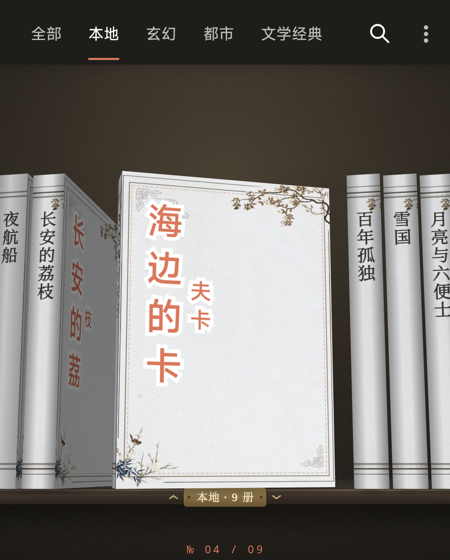 全部 本地 玄幻 都市 文学经典
夜航船
长安的荔枝
长安的荔
枝
海边的卡
夫卡
百年孤独
雪国
月亮与六便士
本地·9 册
№ 04 / 09